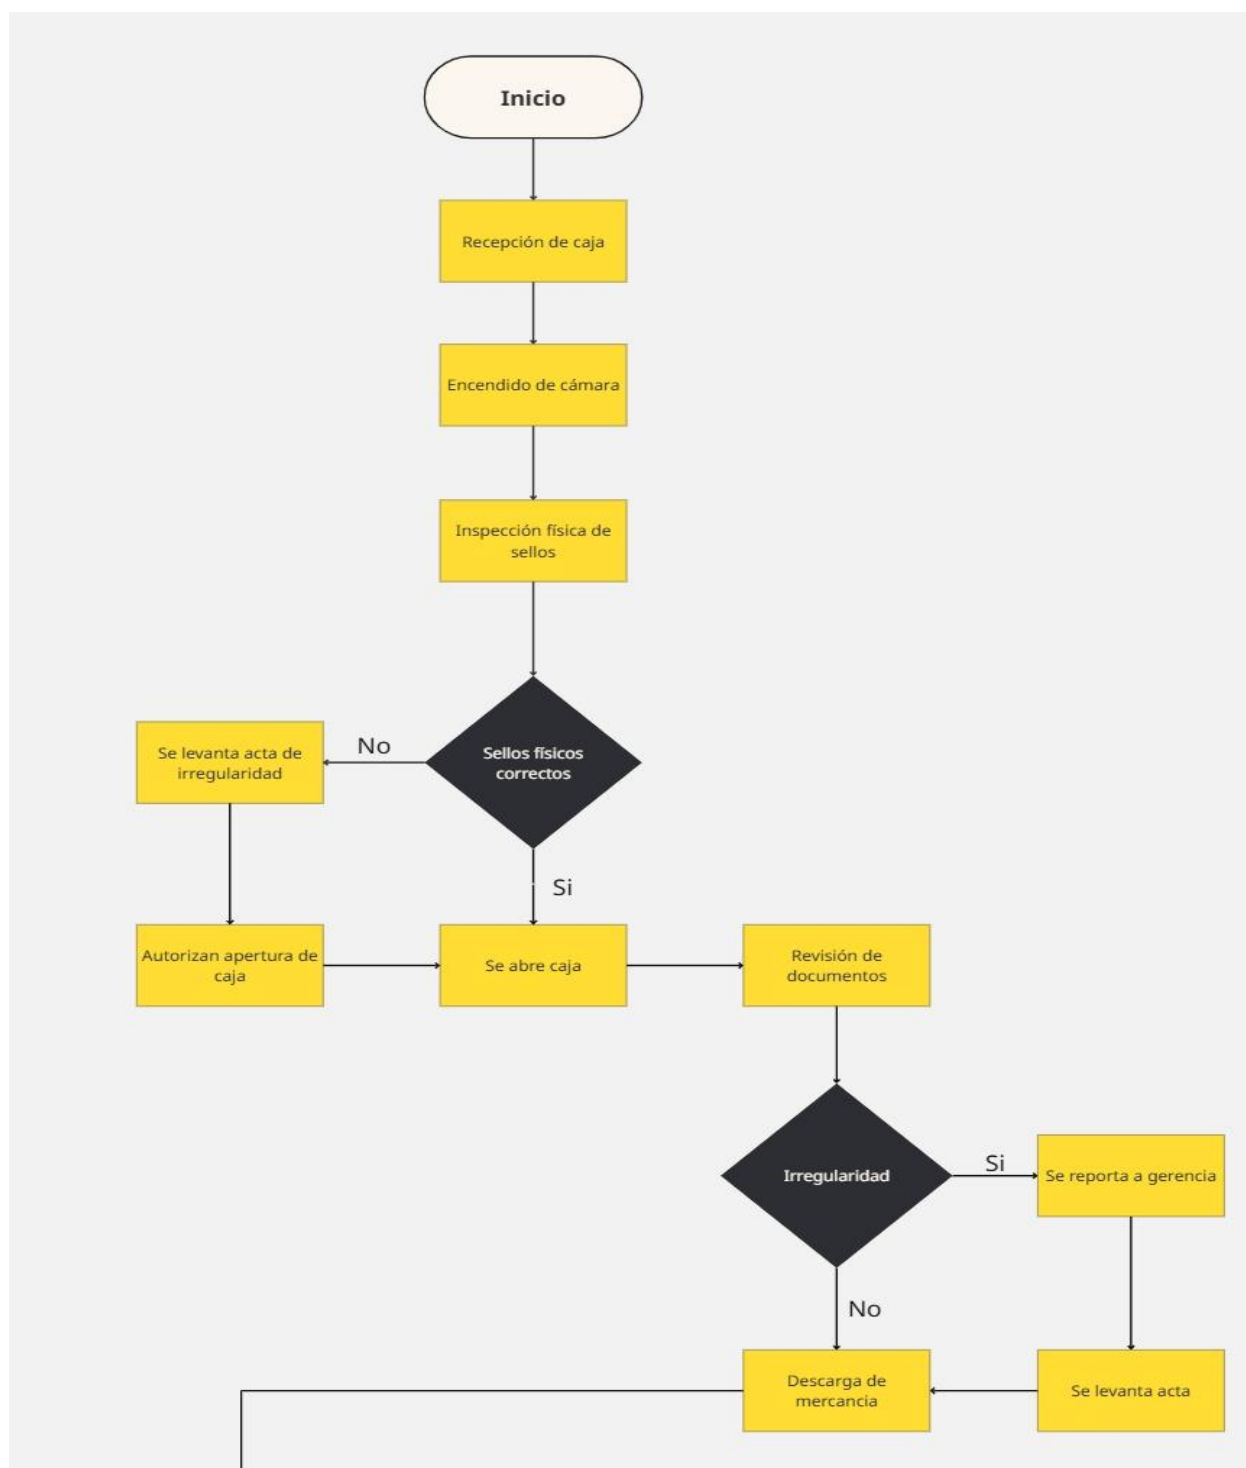 Inicio
Recepción de caja
Encendido de cámara
Inspección física de
sellos
Sellos físicos
correctos
No
Se levanta acta de
irregularidad
Si
Autorizan apertura de
caja
Se abre caja
Revisión de
documentos
Irregularidad
Si
Se reporta a gerencia
No
Descarga de
mercancia
Se levanta acta